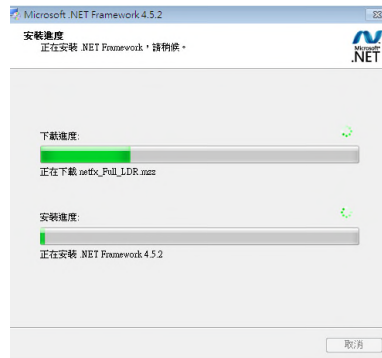 Microsoft .NET Framework 4.5.2
安裝進度
正在安裝 .NET Framework，請稍候。
Microsoft
.NET
下載進度:
正在下載 netfx_Full_LDR.mzz
安裝進度:
正在安裝 .NET Framework 4.5.2
取消